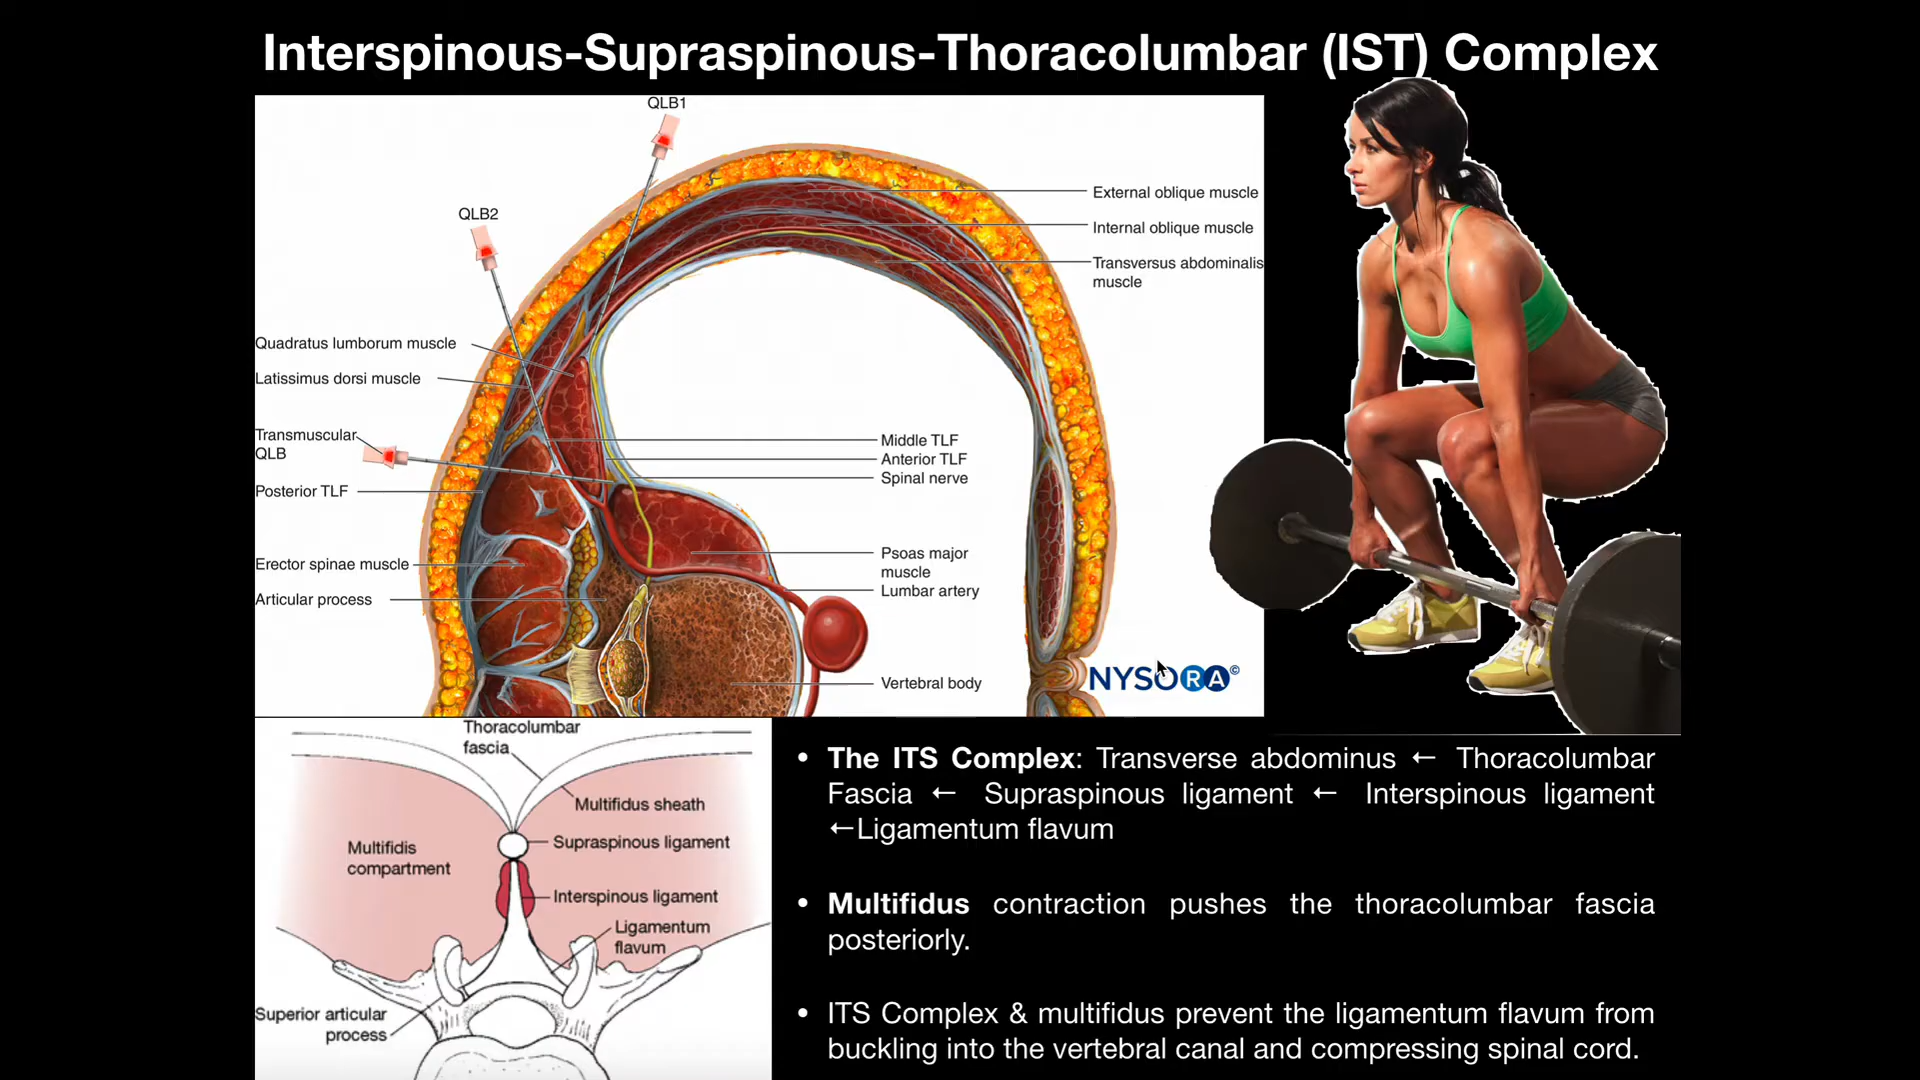 Interspinous-Supraspinous-Thoracolumbar (IST) Complex
QLB1
QLB2
External oblique muscle
Internal oblique muscle
Transversus abdominalis
muscle
Quadratus lumborum muscle
Latissimus dorsi muscle
Transmuscular
QLB
Posterior TLF
Erector spinae muscle
Articular process
Middle TLF
Anterior TLF
Spinal nerve
Psoas major
muscle
Lumbar artery
Vertebral body
NYSORA©
Thoracolumbar
fascia
Multifidus sheath
Supraspinous ligament
Multifidis
compartment
Interspinous ligament
Ligamentum
flavum
Superior articular
process
• The ITS Complex: Transverse abdominus ← Thoracolumbar
Fascia ← Supraspinous ligament ← Interspinous ligament
←Ligamentum flavum
• Multifidus contraction pushes the thoracolumbar fascia
posteriorly.
• ITS Complex & multifidus prevent the ligamentum flavum from
buckling into the vertebral canal and compressing spinal cord.